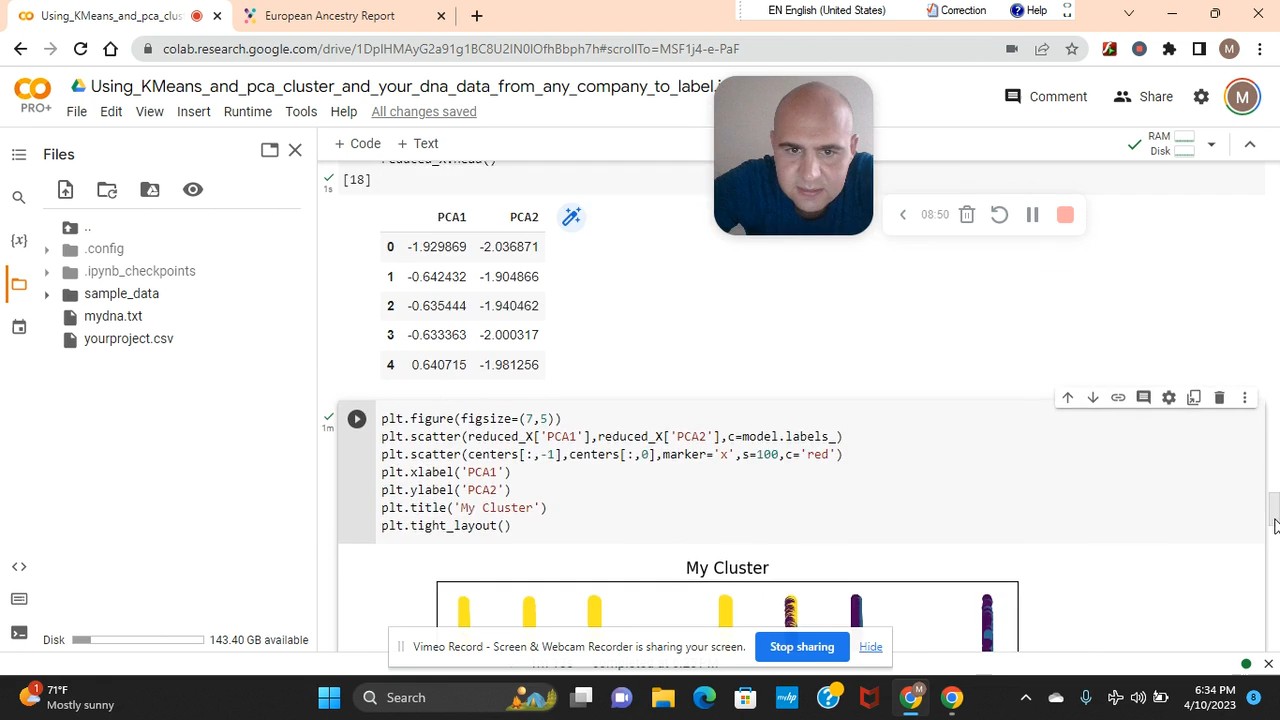 Using_KMeans_and_pca_clus
European Ancestry Report
EN English (United States)
Correction
Help
colab.research.google.com/drive/1DpIHMAyG2a91g1BC8U2IN0IOfhBbph7h#scrollTo=MSF1j4-e-PaF
M
PRO+
Using_KMeans_and_pca_cluster_and_your_dna_data_from_any_company_to_label.
File Edit View Insert Runtime Tools Help All changes saved
Comment
Share
M
Files
+ Code + Text
RAM
Disk
..
.config
.ipynb_checkpoints
sample_data
mydna.txt
yourproject.csv
Disk 143.40 GB available
1s
[18]
PCA1 PCA2
0 -1.929869 -2.036871
1 -0.642432 -1.904866
2 -0.635444 -1.940462
3 -0.633363 -2.000317
4 0.640715 -1.981256
08:50
1m
plt.figure(figsize=(7,5))
plt.scatter(reduced_X['PCA1'],reduced_X['PCA2'],c=model.labels_)
plt.scatter(centers[:,-1],centers[:,0],marker='x',s=100,c='red')
plt.xlabel('PCA1')
plt.ylabel('PCA2')
plt.title('My Cluster')
plt.tight_layout()
My Cluster
Vimeo Record - Screen & Webcam Recorder is sharing your screen.
Stop sharing
Hide
1
71°F
Mostly sunny
Search
6:34 PM
4/10/2023
8